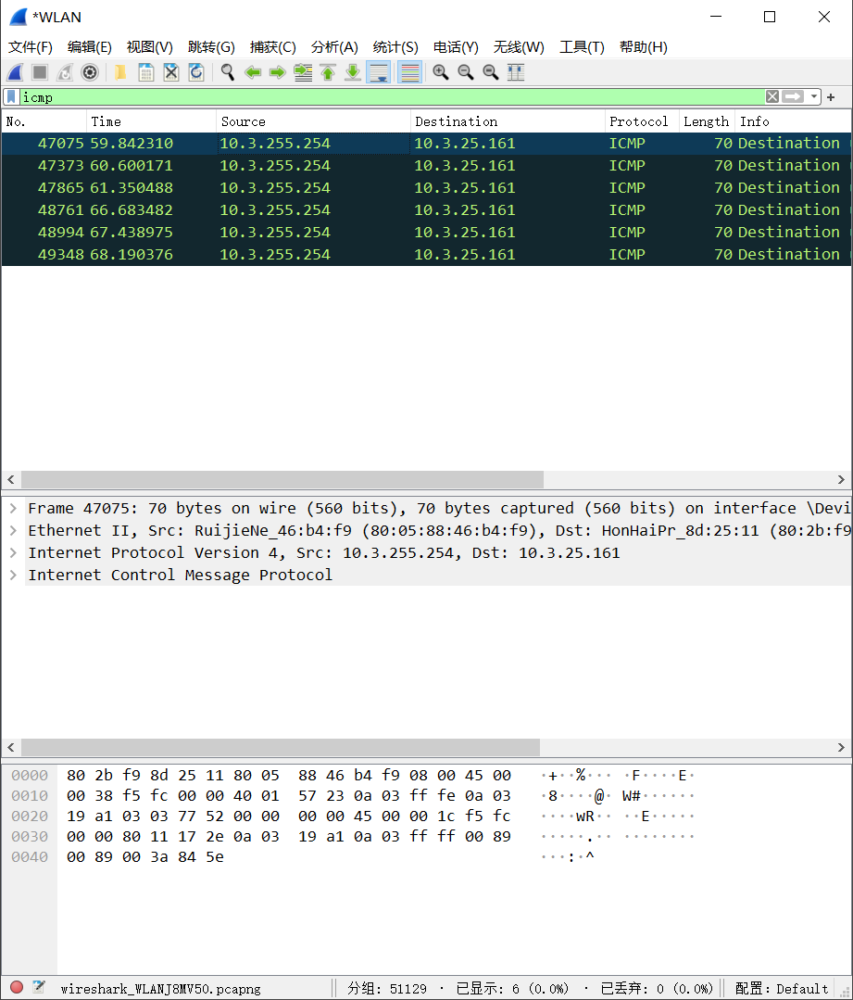 *WLAN
文件(F) 编辑(E) 视图(V) 跳转(G) 捕获(C) 分析(A) 统计(S) 电话(Y) 无线(W) 工具(T) 帮助(H)
icmp
No. Time Source Destination Protocol Length Info
47075 59.842310 10.3.255.254 10.3.25.161 ICMP 70 Destination
47373 60.600171 10.3.255.254 10.3.25.161 ICMP 70 Destination
47865 61.350488 10.3.255.254 10.3.25.161 ICMP 70 Destination
48761 66.683482 10.3.255.254 10.3.25.161 ICMP 70 Destination
48994 67.438975 10.3.255.254 10.3.25.161 ICMP 70 Destination
49348 68.190376 10.3.255.254 10.3.25.161 ICMP 70 Destination
Frame 47075: 70 bytes on wire (560 bits), 70 bytes captured (560 bits) on interface \Devi
Ethernet II, Src: RuijieNe_46:b4:f9 (80:05:88:46:b4:f9), Dst: HonHaiPr_8d:25:11 (80:2b:f9
Internet Protocol Version 4, Src: 10.3.255.254, Dst: 10.3.25.161
Internet Control Message Protocol
0000 80 2b f9 8d 25 11 80 05 88 46 b4 f9 08 00 45 00 ·+··%··· ·F····E·
0010 00 38 f5 fc 00 00 40 01 57 23 0a 03 ff fe 0a 03 ·8····@· W#······
0020 19 a1 03 03 77 52 00 00 00 00 45 00 00 1c f5 fc ····wR·· ··E·····
0030 00 00 80 11 17 2e 0a 03 19 a1 0a 03 ff ff 00 89 ·····.·· ········
0040 00 89 00 3a 84 5e ···:·^
wireshark_WLANJ8MV50.pcapng 分组: 51129 · 已显示: 6 (0.0%) · 已丢弃: 0 (0.0%) 配置: Default